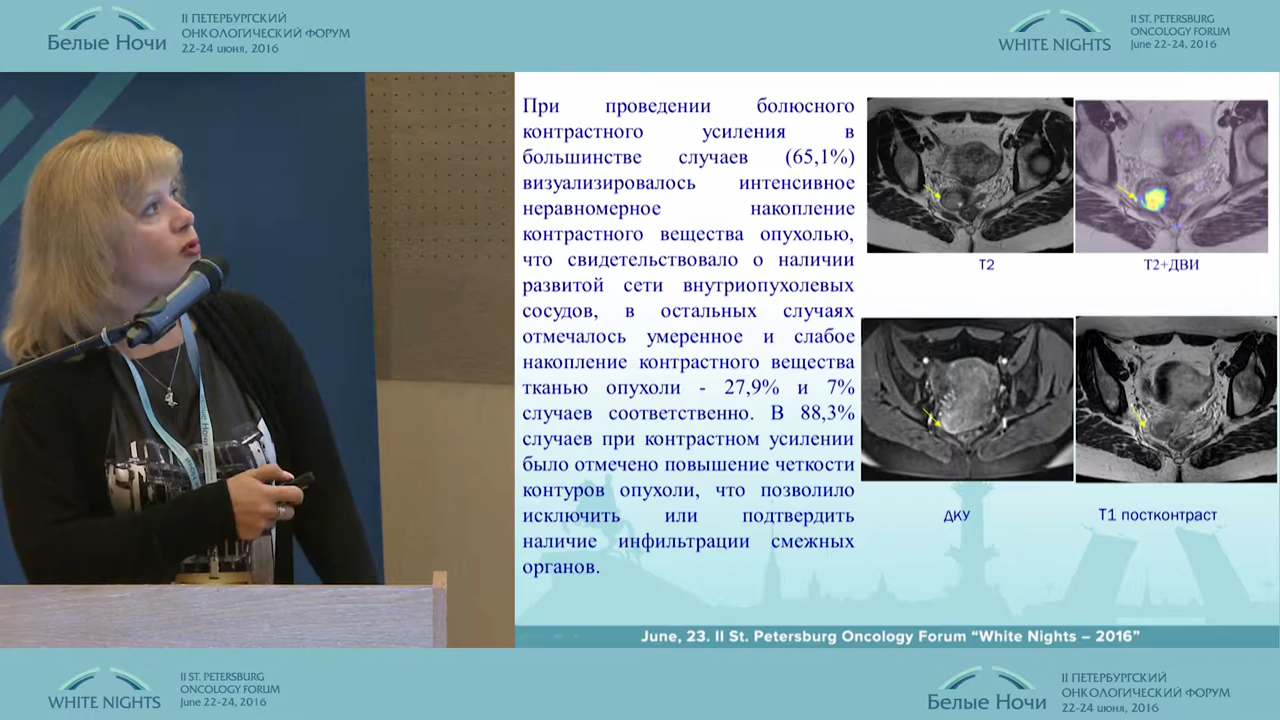 II ПЕТЕРБУРГСКИЙ
ОНКОЛОГИЧЕСКИЙ ФОРУМ
Белые Ночи
22-24 июня, 2016
II ST. PETERSBURG
ONCOLOGY FORUM
WHITE NIGHTS
June 22-24, 2016
При проведении болюсного
контрастного усиления в
большинстве случаев (65,1%)
визуализировалось интенсивное
неравномерное накопление
контрастного вещества опухолью,
что свидетельствовало о наличии
развитой сети внутриопухолевых
сосудов, в остальных случаях
отмечалось умеренное и слабое
накопление контрастного вещества
тканью опухоли - 27,9% и 7%
случаев соответственно. В 88,3%
случаев при контрастном усилении
было отмечено повышение четкости
контуров опухоли, что позволило
исключить или подтвердить
наличие инфильтрации смежных
органов.
Т2
Т2+ДВИ
ДКУ
Т1 постконтраст
June, 23. II St. Petersburg Oncology Forum “White Nights – 2016”
II ST. PETERSBURG
ONCOLOGY FORUM
WHITE NIGHTS
June 22-24, 2016
II ПЕТЕРБУРГСКИЙ
ОНКОЛОГИЧЕСКИЙ ФОРУМ
Белые Ночи
22-24 июня, 2016